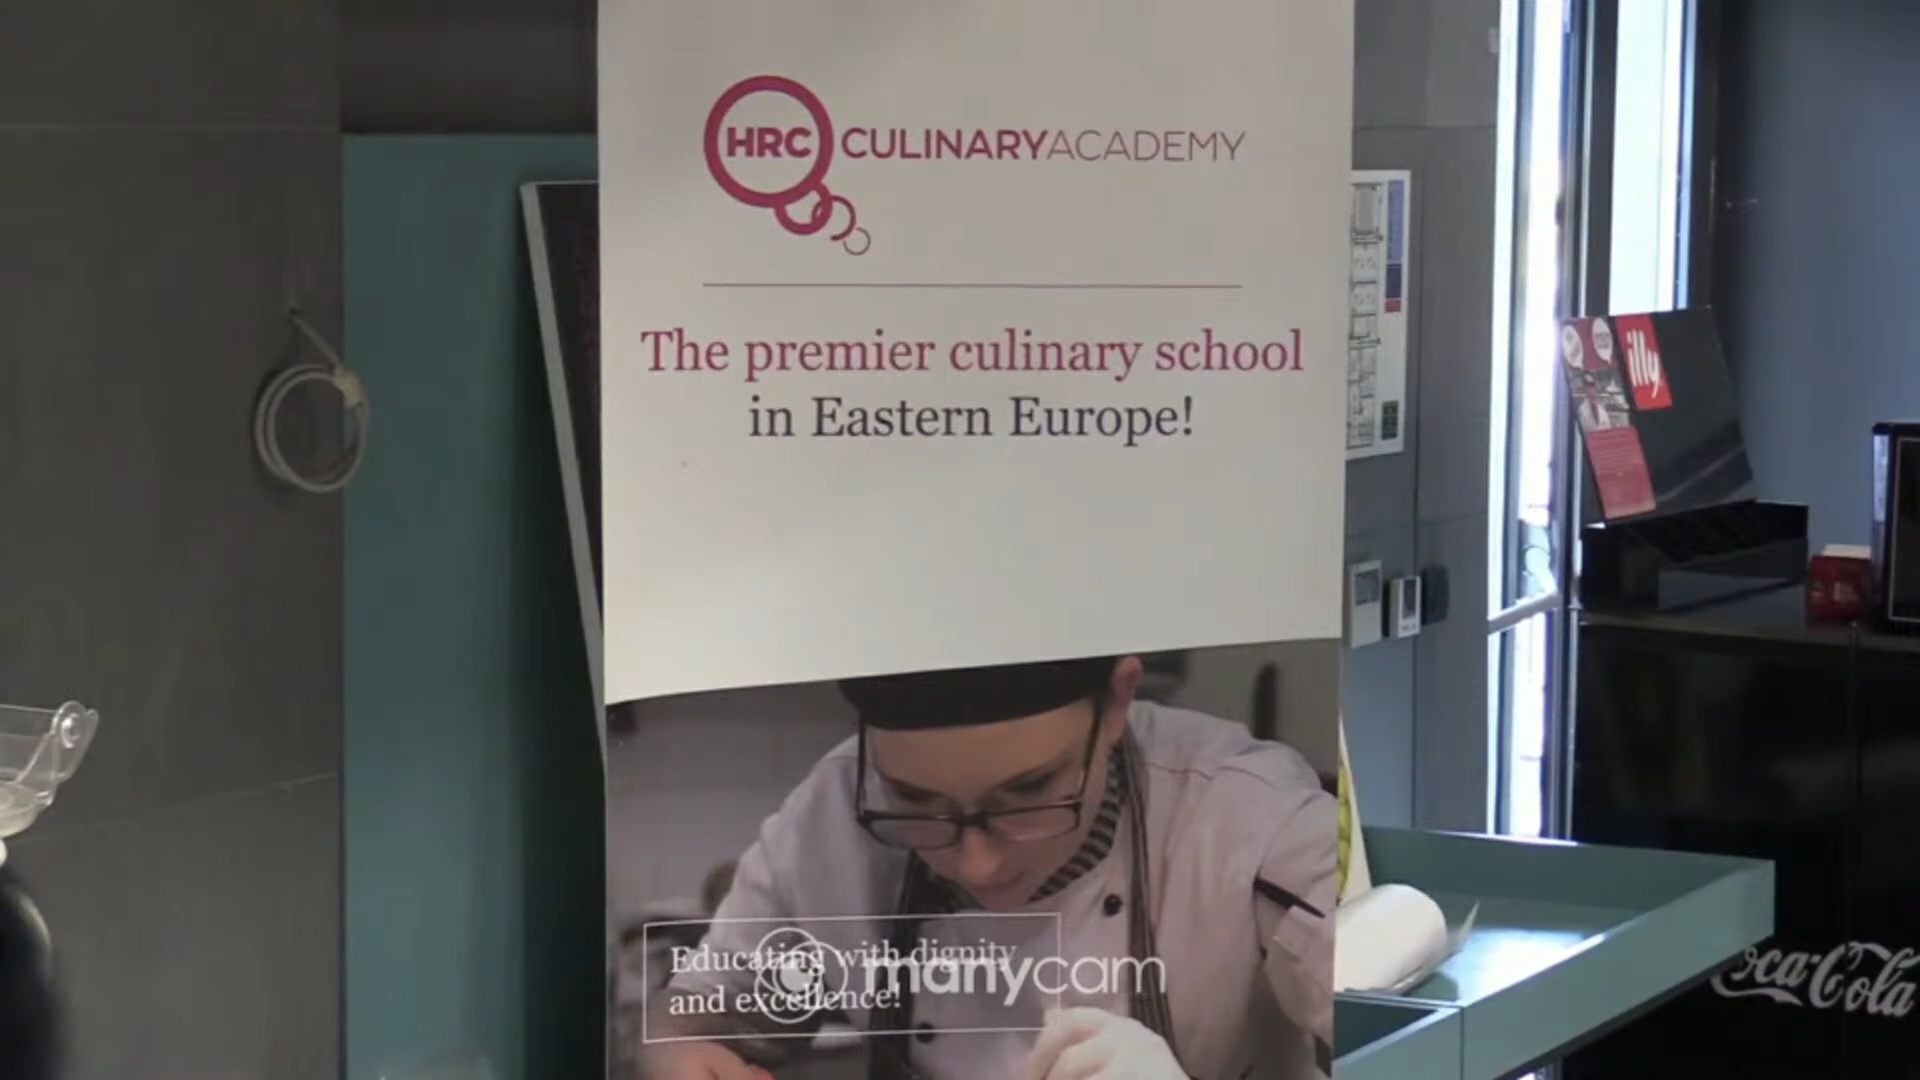 HRC CULINARYACADEMY
The premier culinary school
in Eastern Europe!
illy
Educating with dignity
and excellence!
manycam
Coca-Cola